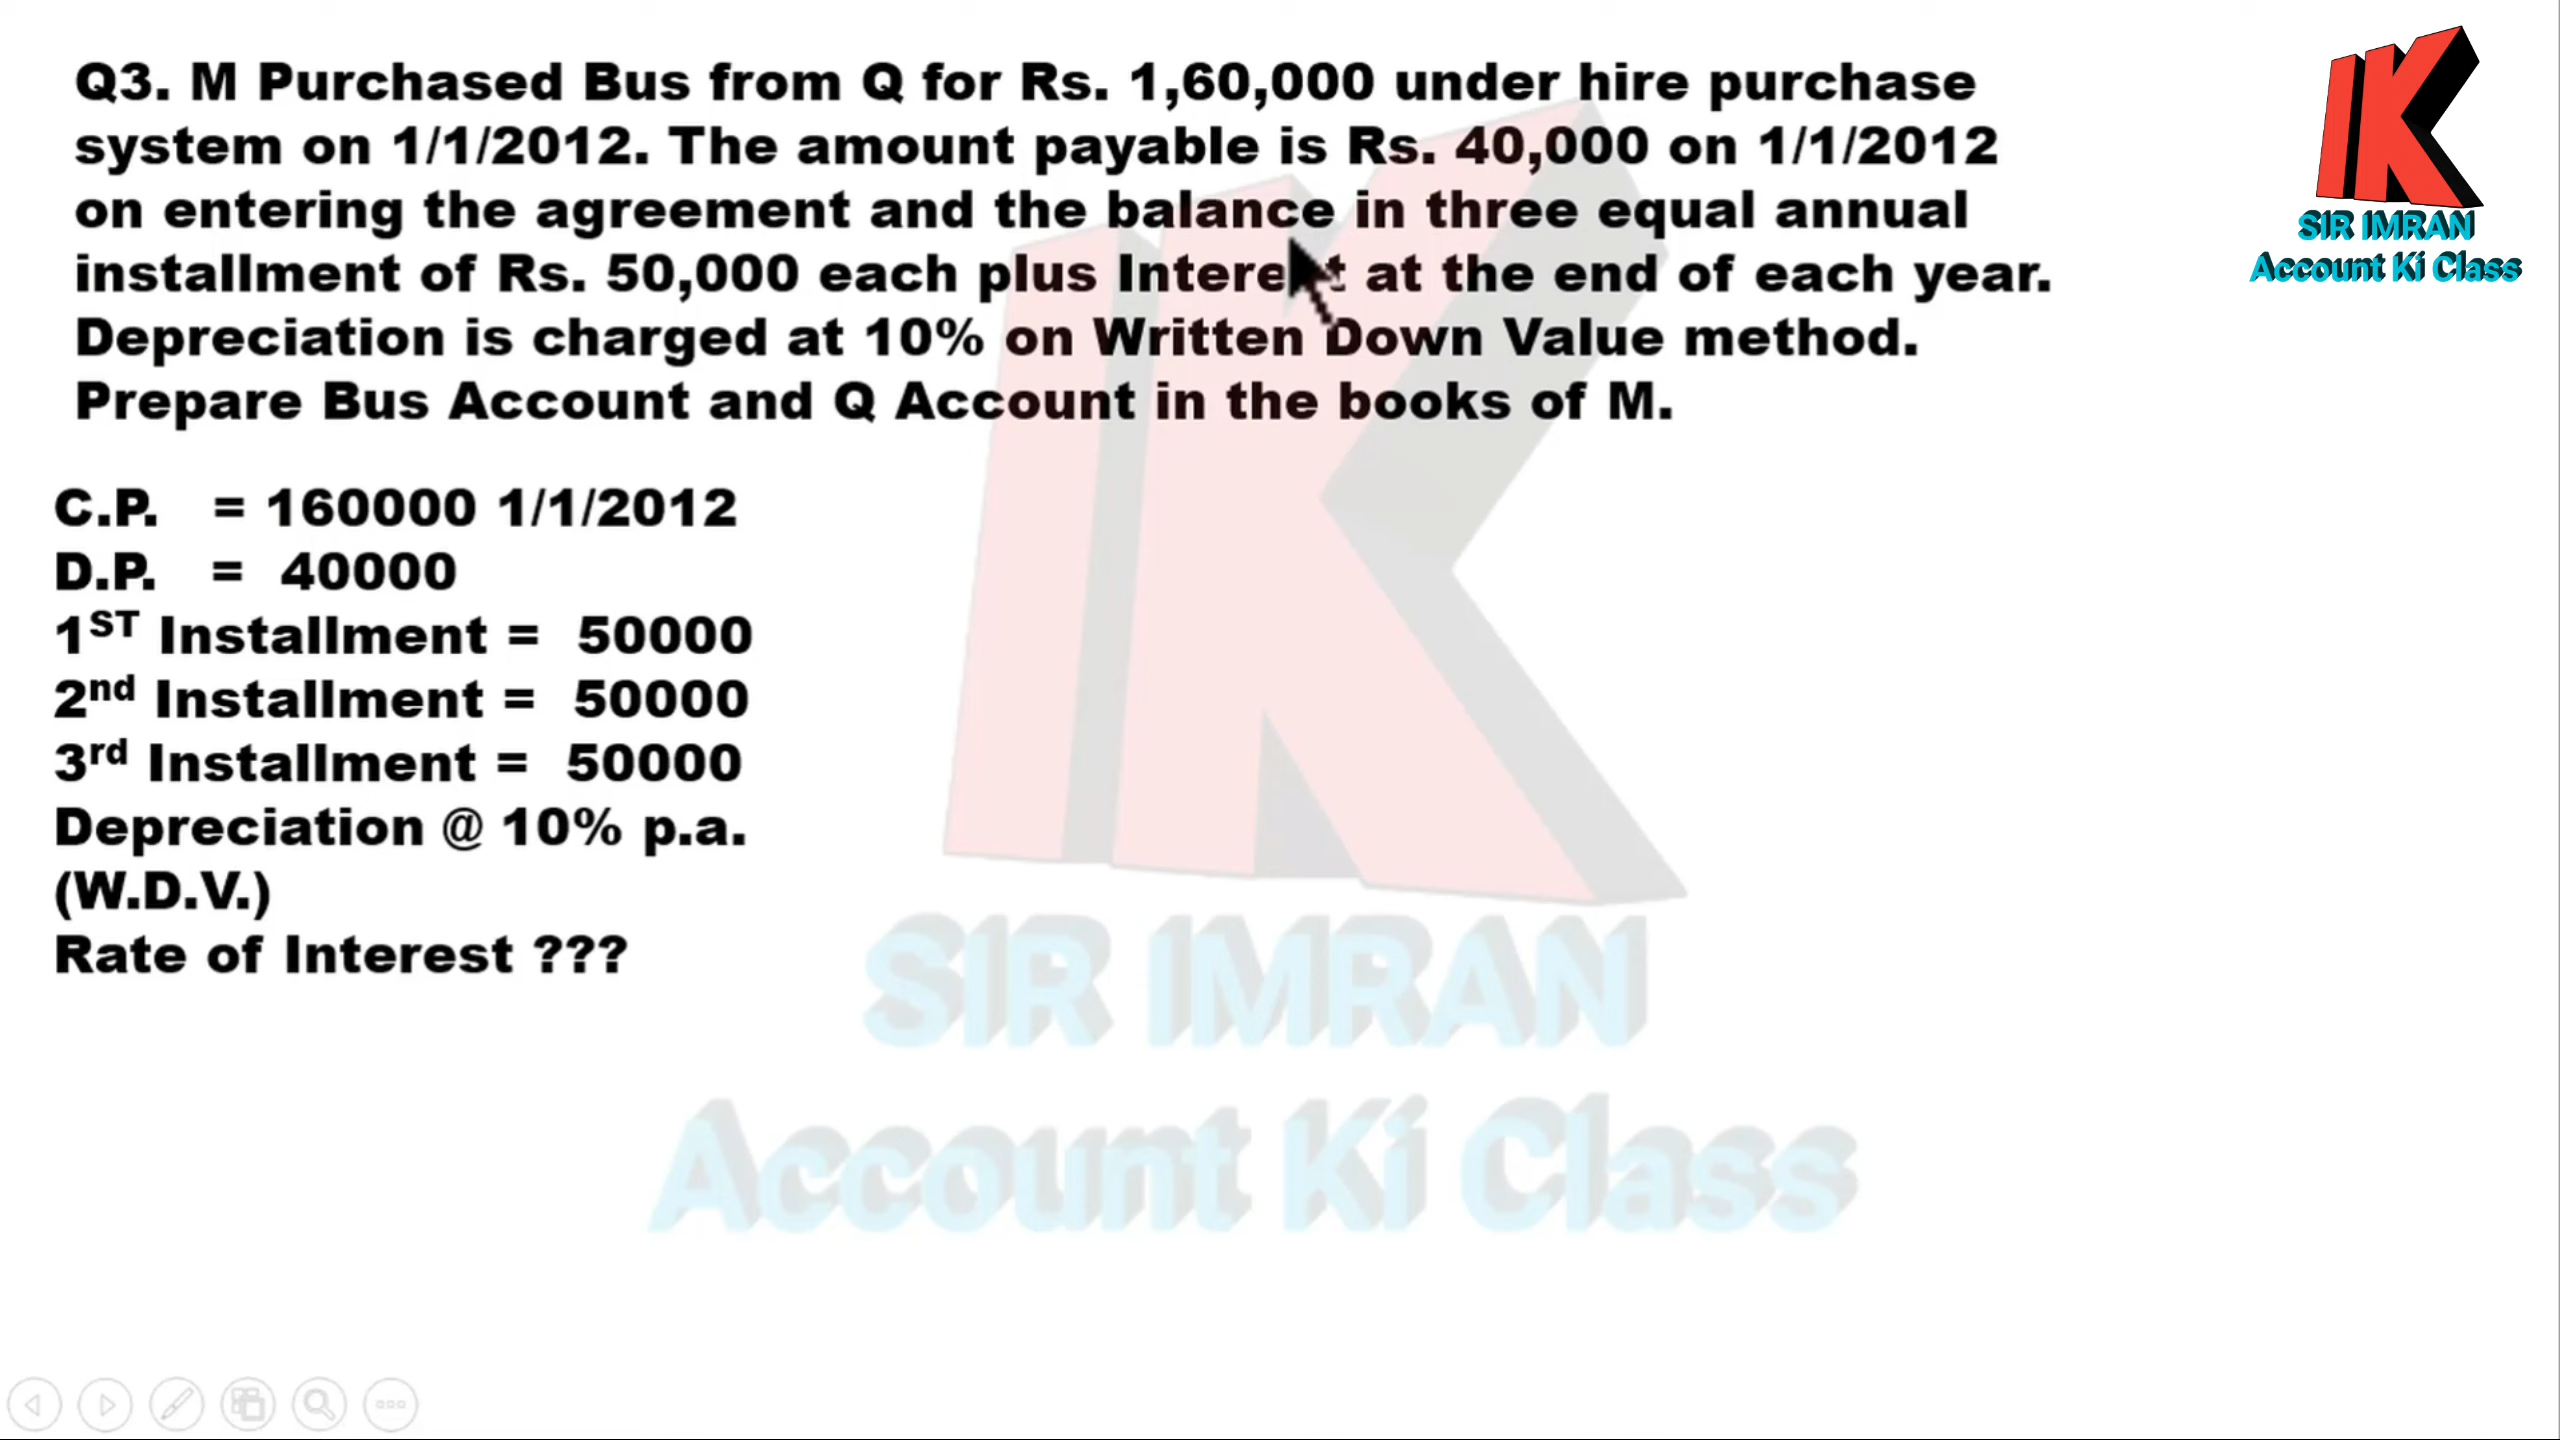 Q3. M Purchased Bus from Q for Rs. 1,60,000 under hire purchase
system on 1/1/2012. The amount payable is Rs. 40,000 on 1/1/2012
on entering the agreement and the balance in three equal annual
installment of Rs. 50,000 each plus Interest at the end of each year.
Depreciation is charged at 10% on Written Down Value method.
Prepare Bus Account and Q Account in the books of M.
IK
SIR IMRAN
Account Ki Class
C.P. = 160000 1/1/2012
D.P. = 40000
1ST Installment = 50000
2nd Installment = 50000
3rd Installment = 50000
Depreciation @ 10% p.a.
(W.D.V.)
Rate of Interest ???
IK
SIR IMRAN
Account Ki Class